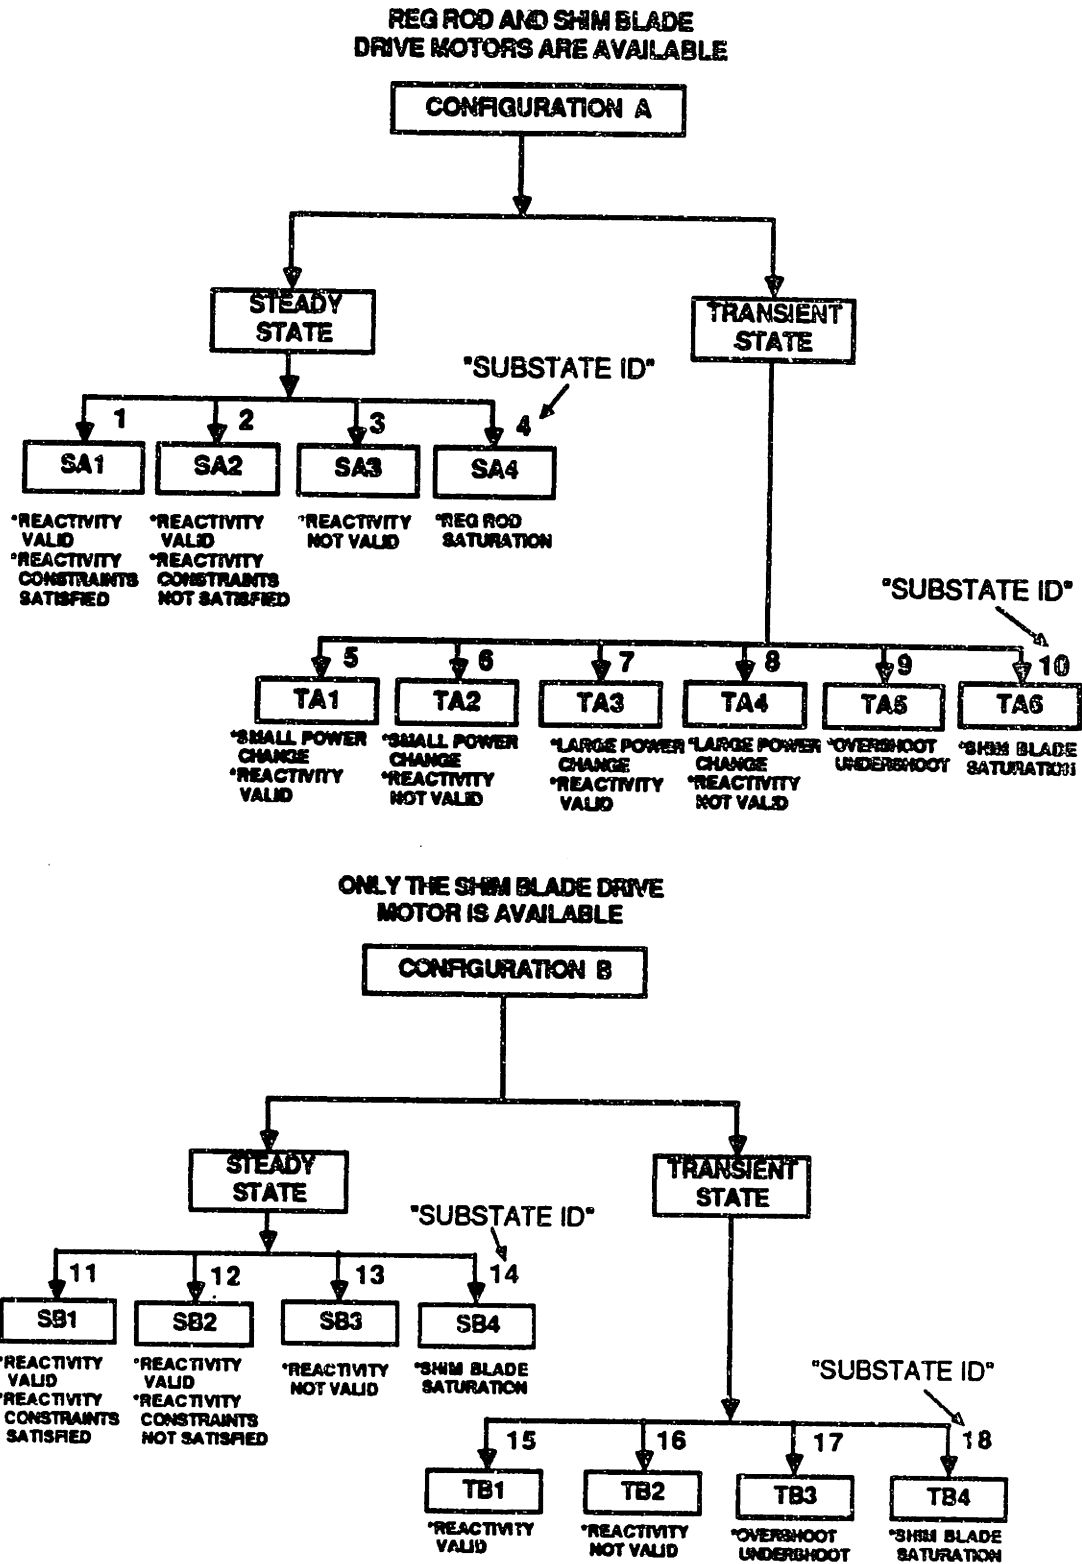 REG ROD AND SHIM BLADE
DRIVE MOTORS ARE AVAILABLE
CONFIGURATION A
STEADY
STATE
TRANSIENT
STATE
"SUBSTATE ID"
1 2 3 4
SA1 SA2 SA3 SA4
*REACTIVITY
VALID
*REACTIVITY
CONSTRAINTS
SATISFIED
*REACTIVITY
VALID
*REACTIVITY
CONSTRAINTS
NOT SATISFIED
*REACTIVITY
NOT VALID
*REG ROD
SATURATION
"SUBSTATE ID"
5 6 7 8 9 10
TA1 TA2 TA3 TA4 TA5 TA6
*SMALL POWER
CHANGE
*REACTIVITY
VALID
*SMALL POWER
CHANGE
*REACTIVITY
NOT VALID
*LARGE POWER
CHANGE
*REACTIVITY
VALID
*LARGE POWER
CHANGE
*REACTIVITY
NOT VALID
*OVERSHOOT
UNDERSHOOT
*SHIM BLADE
SATURATION
ONLY THE SHIM BLADE DRIVE
MOTOR IS AVAILABLE
CONFIGURATION B
STEADY
STATE
TRANSIENT
STATE
"SUBSTATE ID"
11 12 13 14
SB1 SB2 SB3 SB4
*REACTIVITY
VALID
*REACTIVITY
CONSTRAINTS
SATISFIED
*REACTIVITY
VALID
*REACTIVITY
CONSTRAINTS
NOT SATISFIED
*REACTIVITY
NOT VALID
*SHIM BLADE
SATURATION
"SUBSTATE ID"
15 16 17 18
TB1 TB2 TB3 TB4
*REACTIVITY
VALID
*REACTIVITY
NOT VALID
*OVERSHOOT
UNDERSHOOT
*SHIM BLADE
SATURATION